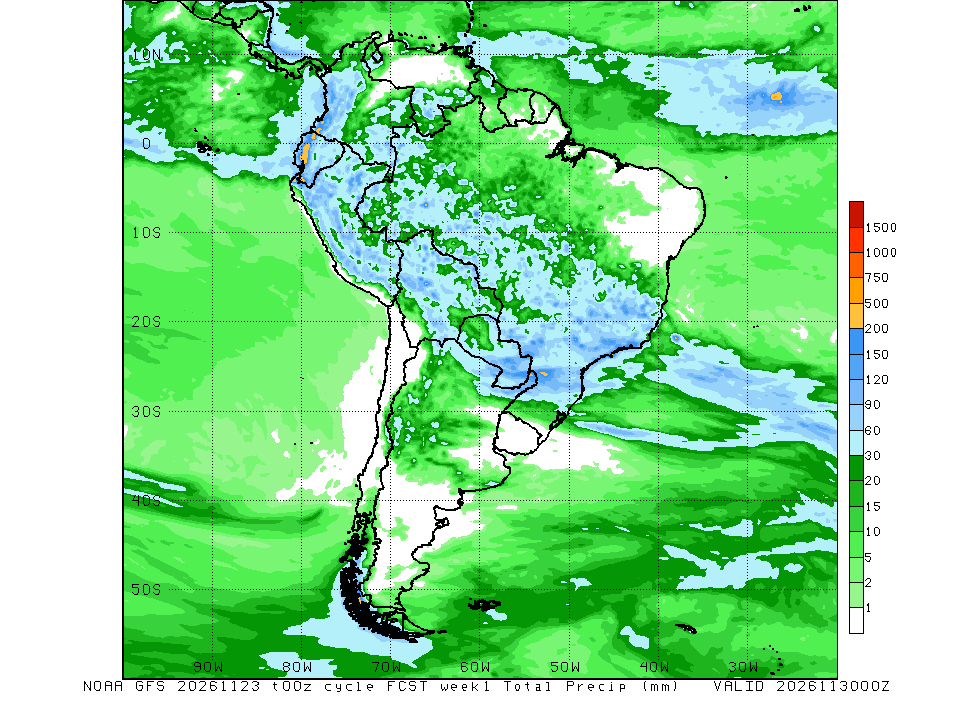 10N
0
10S
20S
30S
40S
50S
90W 80W 70W 60W 50W 40W 30W
1500
1000
750
500
200
150
120
90
60
30
20
15
10
5
2
1
NOAA GFS 20261123 t00z cycle FCST week1 Total Precip (mm) VALID 2026113000Z